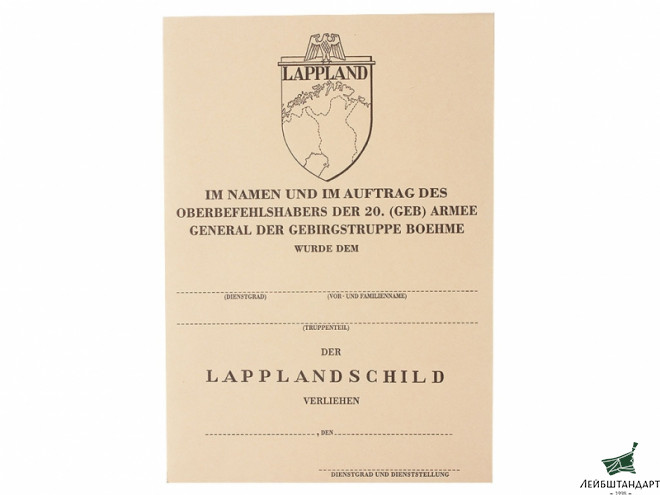 LAPPLAND
IM NAMEN UND IM AUFTRAG DES
OBERBEFEHLSHABERS DER 20. (GEB) ARMEE
GENERAL DER GEBIRGSTRUPPE BOEHME
WURDE DEM
(DIENSTGRAD) (VOR- UND FAMILIENNAME)
(TRUPPENTEIL)
DER
LAPPLANDSCHILD
VERLIEHEN
, DEN
DIENSTGRAD UND DIENSTSTELLUNG
ЛЕЙБШТАНДАРТ
1998